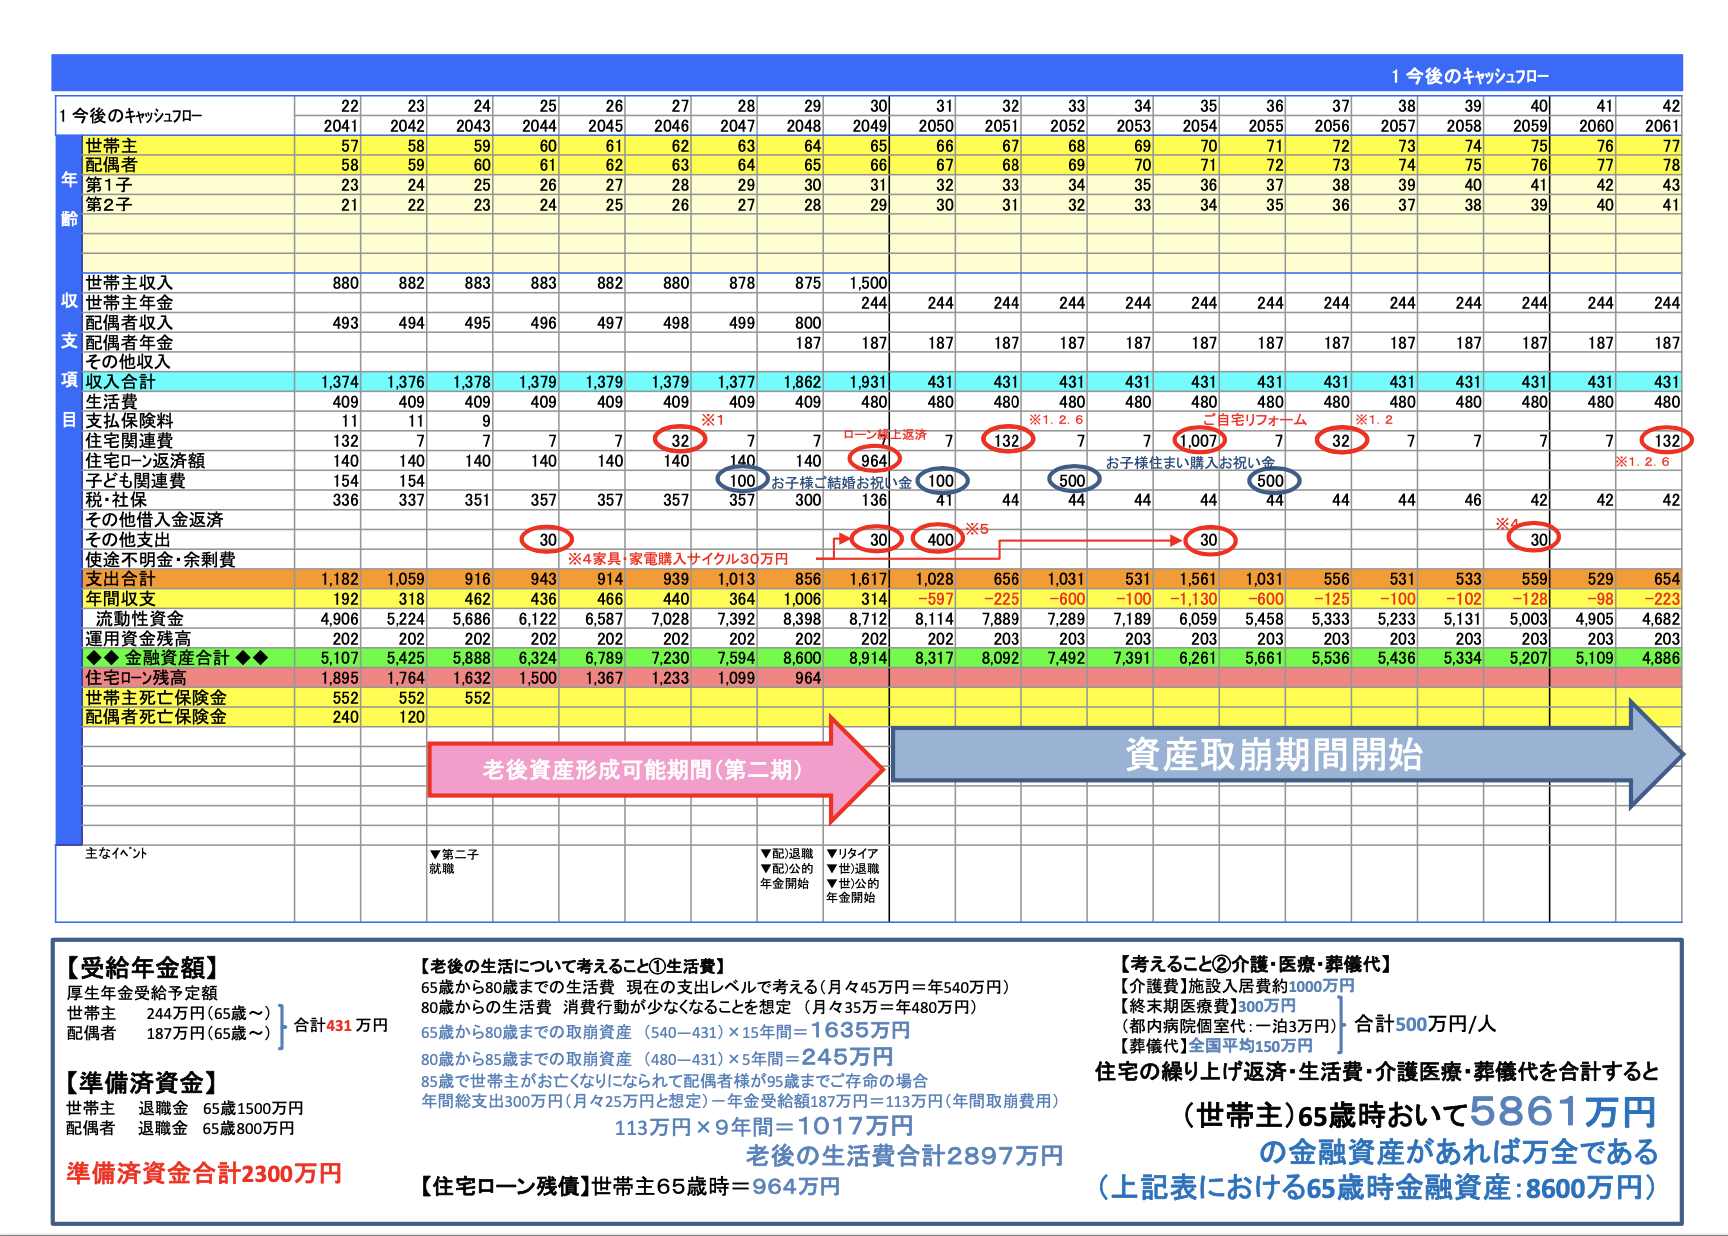 1 今後のキャッシュフロー
1 今後のキャッシュフロー 22 23 24 25 26 27 28 29 30 31 32 33 34 35 36 37 38 39 40 41 42
2041 2042 2043 2044 2045 2046 2047 2048 2049 2050 2051 2052 2053 2054 2055 2056 2057 2058 2059 2060 2061
年齢
世帯主 57 58 59 60 61 62 63 64 65 66 67 68 69 70 71 72 73 74 75 76 77
配偶者 58 59 60 61 62 63 64 65 66 67 68 69 70 71 72 73 74 75 76 77 78
第1子 23 24 25 26 27 28 29 30 31 32 33 34 35 36 37 38 39 40 41 42 43
第2子 21 22 23 24 25 26 27 28 29 30 31 32 33 34 35 36 37 38 39 40 41
収支項目
世帯主収入 880 882 883 883 882 880 878 875 1,500
世帯主年金 244 244 244 244 244 244 244 244 244 244 244 244 244
配偶者収入 493 494 495 496 497 498 499 800
配偶者年金 187 187 187 187 187 187 187 187 187 187 187 187 187 187
その他収入
収入合計 1,374 1,376 1,378 1,379 1,379 1,379 1,377 1,862 1,931 431 431 431 431 431 431 431 431 431 431 431 431
生活費 409 409 409 409 409 409 409 409 480 480 480 480 480 480 480 480 480 480 480 480 480
支払保険料 11 11 9 ※1 ※1．2．6 ご自宅リフォーム ※1．2
住宅関連費 132 7 7 7 7 32 7 7 7 7 132 7 7 1,007 7 32 7 7 7 7 132
ローン繰上返済
住宅ローン返済額 140 140 140 140 140 140 140 140 964 お子様住まい購入お祝い金 ※1．2．6
子ども関連費 154 154 100 お子様ご結婚お祝い金 100 500 500
税・社保 336 337 351 357 357 357 357 300 136 41 44 44 44 44 44 44 44 46 42 42 42
その他借入金返済
その他支出 30 30 400 ※5 30 ※4 30
使途不明金・余剰費 ※4家具・家電購入サイクル30万円
支出合計 1,182 1,059 916 943 914 939 1,013 856 1,617 1,028 656 1,031 531 1,561 1,031 556 531 533 559 529 654
年間収支 192 318 462 436 466 440 364 1,006 314 −597 −225 −600 −100 −1,130 −600 −125 −100 −102 −128 −98 −223
流動性資金 4,906 5,224 5,686 6,122 6,587 7,028 7,392 8,398 8,712 8,114 7,889 7,289 7,189 6,059 5,458 5,333 5,233 5,131 5,003 4,905 4,682
運用資金残高 202 202 202 202 202 202 202 202 202 202 203 203 203 203 203 203 203 203 203 203 203
◆◆ 金融資産合計 ◆◆ 5,107 5,425 5,888 6,324 6,789 7,230 7,594 8,600 8,914 8,317 8,092 7,492 7,391 6,261 5,661 5,536 5,436 5,334 5,207 5,109 4,886
住宅ローン残高 1,895 1,764 1,632 1,500 1,367 1,233 1,099 964
世帯主死亡保険金 552 552 552
配偶者死亡保険金 240 120
老後資産形成可能期間（第二期）
資産取崩期間開始
主なイベント
▼第二子
就職
▼配)退職
▼配)公的
年金開始
▼リタイア
▼世)退職
▼世)公的
年金開始
【受給年金額】
厚生年金受給予定額
世帯主 244万円(65歳～)
配偶者 187万円(65歳～)
合計431万円
【準備済資金】
世帯主 退職金 65歳1500万円
配偶者 退職金 65歳800万円
準備済資金合計2300万円
【老後の生活について考えること①生活費】
65歳から80歳までの生活費 現在の支出レベルで考える(月々45万円＝年540万円)
80歳からの生活費 消費行動が少なくなることを想定 (月々35万＝年480万円)
65歳から80歳までの取崩資産 (540―431)×15年間＝1635万円
80歳から85歳までの取崩資産 (480―431)×5年間＝245万円
85歳で世帯主がお亡くなりになられて配偶者様が95歳までご存命の場合
年間総支出300万円(月々25万円と想定)－年金受給額187万円＝113万円(年間取崩費用)
113万円×9年間＝1017万円
老後の生活費合計2897万円
【住宅ローン残債】世帯主65歳時＝964万円
【考えること②介護・医療・葬儀代】
【介護費】施設入居費約1000万円
【終末期医療費】300万円
(都内病院個室代：一泊3万円)
【葬儀代】全国平均150万円
合計500万円/人
住宅の繰り上げ返済・生活費・介護医療・葬儀代を合計すると
(世帯主)65歳時おいて5861万円
の金融資産があれば万全である
(上記表における65歳時金融資産：8600万円)